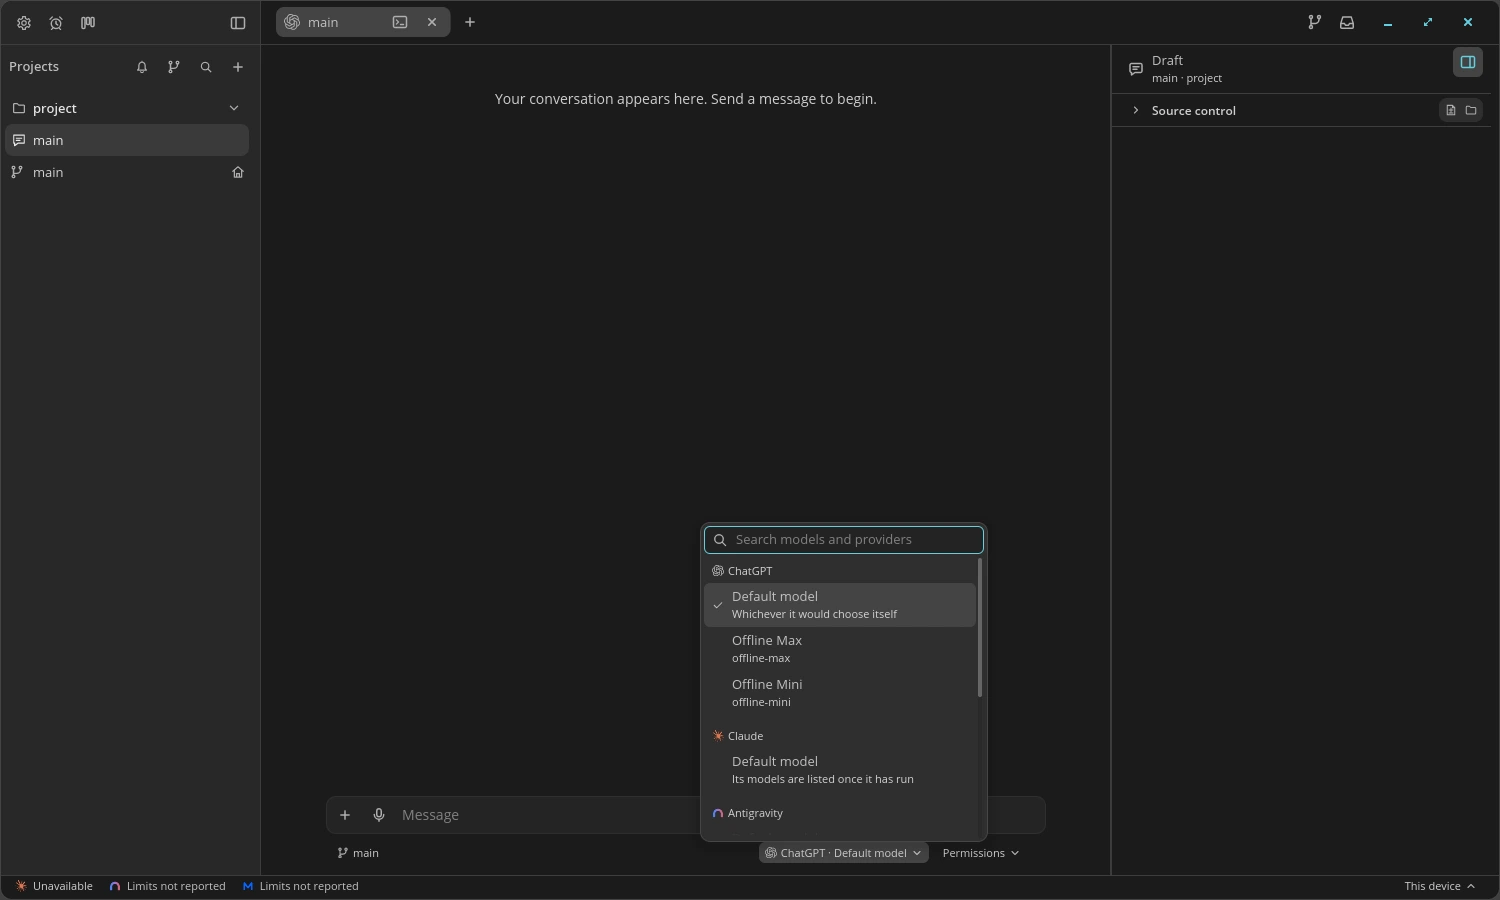 main
Projects
project
main
main
Your conversation appears here. Send a message to begin.
Draft
main · project
Source control
Search models and providers
ChatGPT
Default model
Whichever it would choose itself
Offline Max
offline-max
Offline Mini
offline-mini
Claude
Default model
Its models are listed once it has run
Antigravity
Message
main
ChatGPT · Default model
Permissions
Unavailable
Limits not reported
Limits not reported
This device